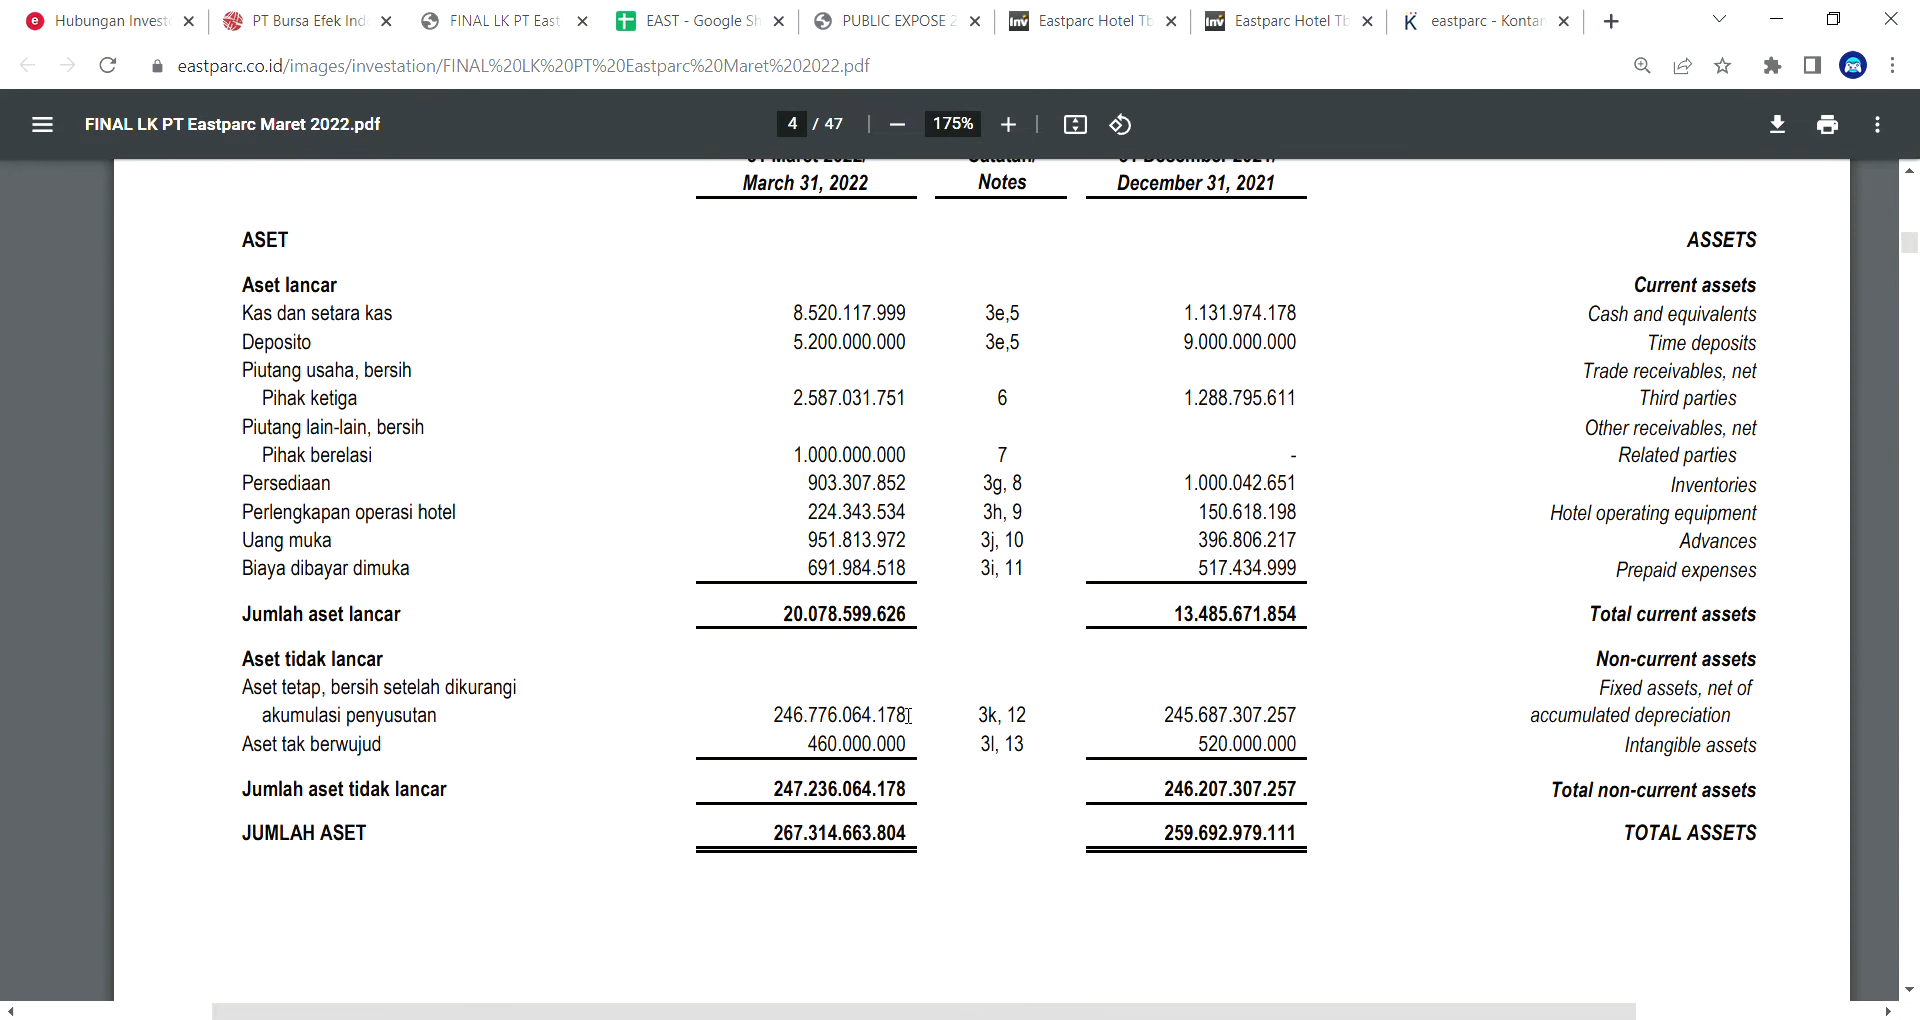 Hubungan Invest
PT Bursa Efek Ind
FINAL LK PT East
EAST - Google Sh
PUBLIC EXPOSE 2
Eastparc Hotel Tb
Eastparc Hotel Tb
eastparc - Kontan
eastparc.co.id/images/investation/FINAL%20LK%20PT%20Eastparc%20Maret%202022.pdf
FINAL LK PT Eastparc Maret 2022.pdf
4 / 47
175%
31 Maret 2022/ Catatan/ 31 Desember 2021/
March 31, 2022 Notes December 31, 2021
ASET ASSETS
Aset lancar Current assets
Kas dan setara kas 8.520.117.999 3e,5 1.131.974.178 Cash and equivalents
Deposito 5.200.000.000 3e,5 9.000.000.000 Time deposits
Piutang usaha, bersih Trade receivables, net
Pihak ketiga 2.587.031.751 6 1.288.795.611 Third parties
Piutang lain-lain, bersih Other receivables, net
Pihak berelasi 1.000.000.000 7 - Related parties
Persediaan 903.307.852 3g, 8 1.000.042.651 Inventories
Perlengkapan operasi hotel 224.343.534 3h, 9 150.618.198 Hotel operating equipment
Uang muka 951.813.972 3j, 10 396.806.217 Advances
Biaya dibayar dimuka 691.984.518 3i, 11 517.434.999 Prepaid expenses
Jumlah aset lancar 20.078.599.626 13.485.671.854 Total current assets
Aset tidak lancar Non-current assets
Aset tetap, bersih setelah dikurangi Fixed assets, net of
akumulasi penyusutan 246.776.064.178 3k, 12 245.687.307.257 accumulated depreciation
Aset tak berwujud 460.000.000 3l, 13 520.000.000 Intangible assets
Jumlah aset tidak lancar 247.236.064.178 246.207.307.257 Total non-current assets
JUMLAH ASET 267.314.663.804 259.692.979.111 TOTAL ASSETS